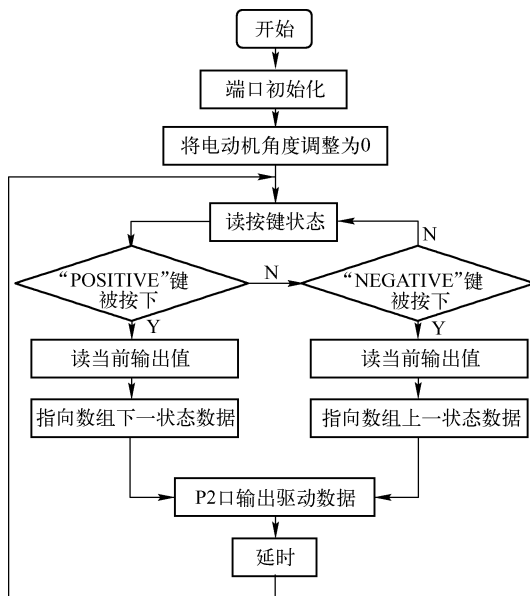 开始
端口初始化
将电动机角度调整为0
读按键状态
N
“POSITIVE”键
被按下
N
“NEGATIVE”键
被按下
Y
Y
读当前输出值
读当前输出值
指向数组下一状态数据
指向数组上一状态数据
P2口输出驱动数据
延时